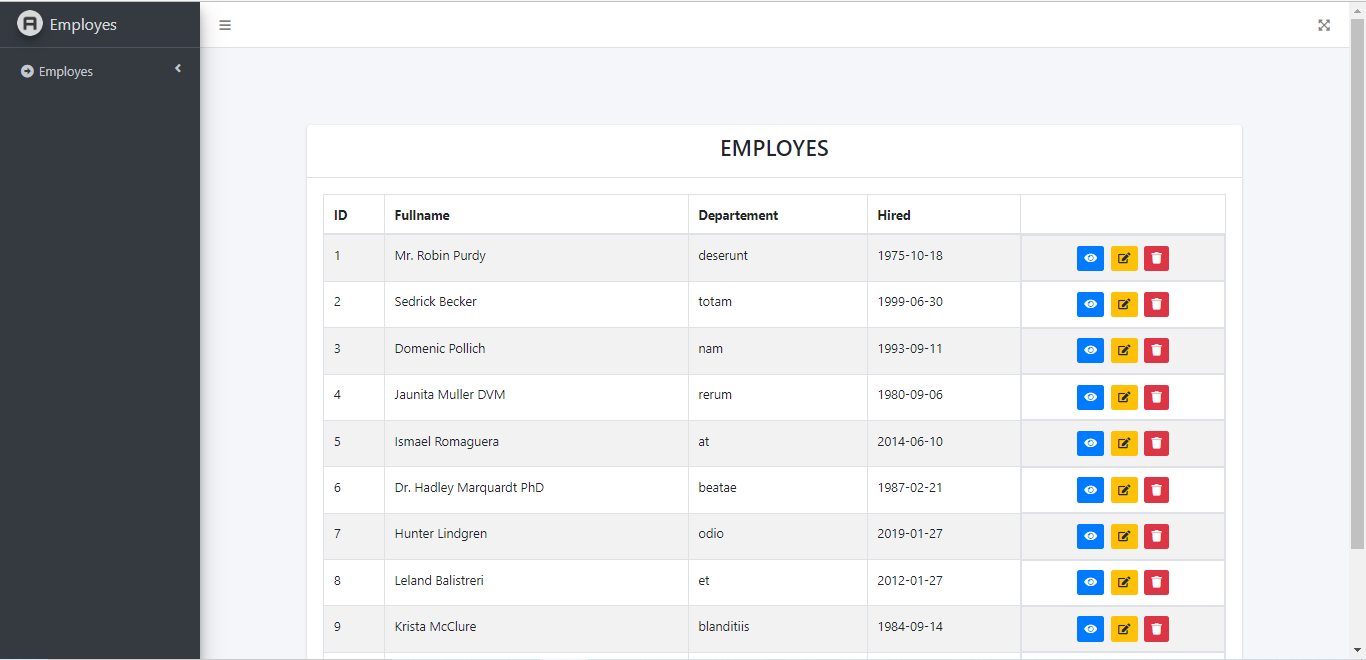 Employes
Employes
EMPLOYES
ID Fullname Departement Hired
1 Mr. Robin Purdy deserunt 1975-10-18
2 Sedrick Becker totam 1999-06-30
3 Domenic Pollich nam 1993-09-11
4 Jaunita Muller DVM rerum 1980-09-06
5 Ismael Romaguera at 2014-06-10
6 Dr. Hadley Marquardt PhD beatae 1987-02-21
7 Hunter Lindgren odio 2019-01-27
8 Leland Balistreri et 2012-01-27
9 Krista McClure blanditiis 1984-09-14